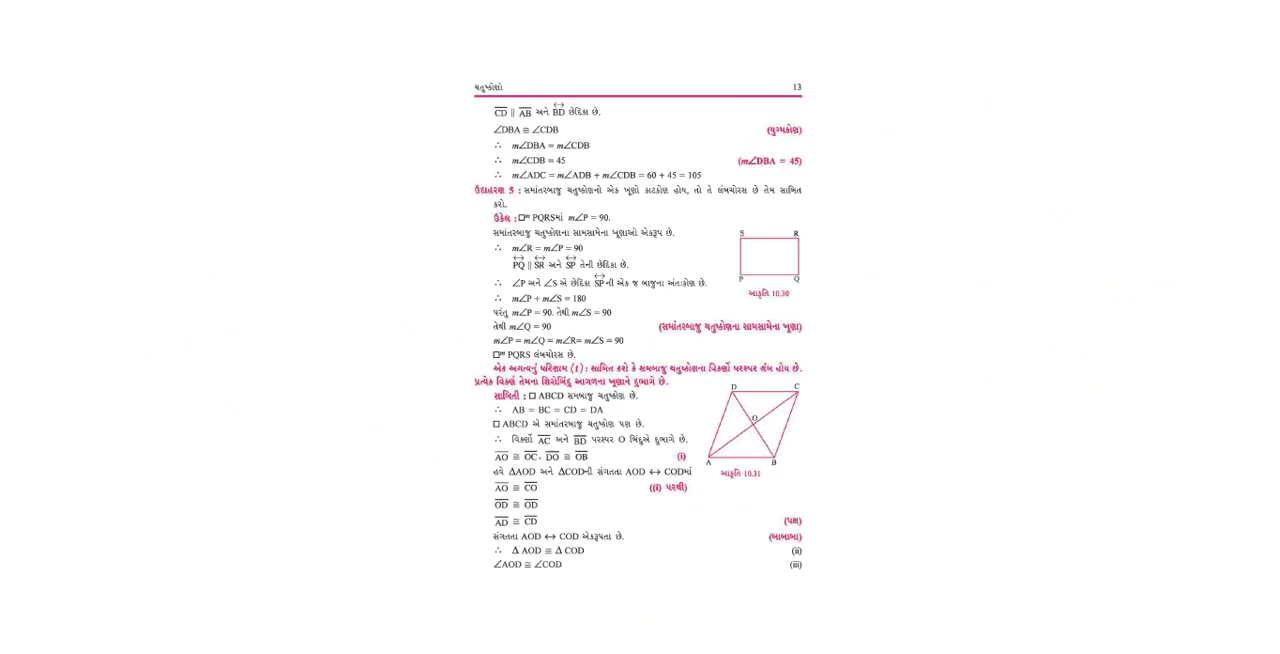 ચતુષ્કોણો 13
CD ∥ AB અને BD છેદિકા છે.
∠DBA ≅ ∠CDB (યુગ્મકોણ)
∴ m∠DBA = m∠CDB
∴ m∠CDB = 45 (m∠DBA = 45)
∴ m∠ADC = m∠ADB + m∠CDB = 60 + 45 = 105
ઉદાહરણ 5 : સમાંતરબાજુ ચતુષ્કોણનો એક ખૂણો કાટકોણ હોય, તો તે લંબચોરસ છે તેમ સાબિત
કરો.
ઉકેલ : □ᵐ PQRSમાં m∠P = 90.
સમાંતરબાજુ ચતુષ્કોણના સામસામેના ખૂણાઓ એકરૂપ છે.
∴ m∠R = m∠P = 90
PQ ∥ SR અને SP તેની છેદિકા છે.
∴ ∠P અને ∠S એ છેદિકા SPની એક જ બાજુના અંતઃકોણ છે.
∴ m∠P + m∠S = 180
પરંતુ m∠P = 90. તેથી m∠S = 90
તેથી m∠Q = 90 (સમાંતરબાજુ ચતુષ્કોણના સામસામેના ખૂણા)
m∠P = m∠Q = m∠R= m∠S = 90
□ᵐ PQRS લંબચોરસ છે.
S R
P Q
આકૃતિ 10.30
એક અગત્યનું પરિણામ (1) : સાબિત કરો કે સમબાજુ ચતુષ્કોણના વિકર્ણો પરસ્પર લંબ હોય છે.
પ્રત્યેક વિકર્ણ તેમના શિરોબિંદુ આગળના ખૂણાને દુભાગે છે.
સાબિતી : □ ABCD સમબાજુ ચતુષ્કોણ છે.
∴ AB = BC = CD = DA
□ ABCD એ સમાંતરબાજુ ચતુષ્કોણ પણ છે.
∴ વિકર્ણો AC અને BD પરસ્પર O બિંદુએ દુભાગે છે.
AO ≅ OC, DO ≅ OB (i)
હવે ΔAOD અને ΔCODની સંગતતા AOD ↔ CODમાં
AO ≅ CO ((i) પરથી)
OD ≅ OD
AD ≅ CD (પક્ષ)
સંગતતા AOD ↔ COD એકરૂપતા છે. (બાબાબા)
∴ Δ AOD ≅ Δ COD (ii)
∠AOD ≅ ∠COD (iii)
D C
O
A B
આકૃતિ 10.31